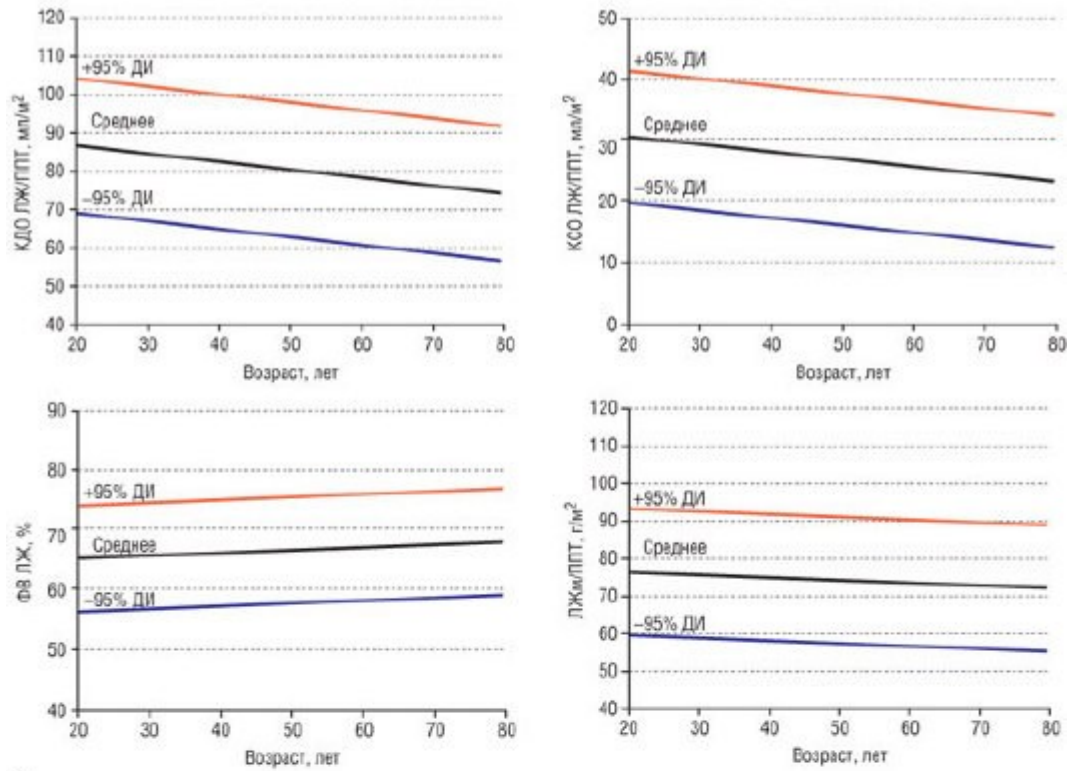 120
110
100
90
80
70
60
50
40
КДО ЛЖ/ППТ, мл/м²
+95% ДИ
Среднее
−95% ДИ
20 30 40 50 60 70 80
Возраст, лет
50
40
30
20
10
0
КСО ЛЖ/ППТ, мл/м²
+95% ДИ
Среднее
−95% ДИ
20 30 40 50 60 70 80
Возраст, лет
90
80
70
60
50
40
ФВ ЛЖ, %
+95% ДИ
Среднее
−95% ДИ
20 30 40 50 60 70 80
Возраст, лет
120
110
100
90
80
70
60
50
40
ЛЖм/ППТ, г/м²
+95% ДИ
Среднее
−95% ДИ
20 30 40 50 60 70 80
Возраст, лет